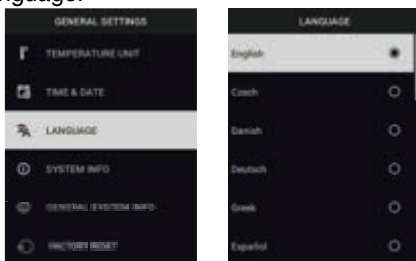 nguage.
GENERAL SETTINGS
TEMPERATURE UNIT
TIME & DATE
LANGUAGE
SYSTEM INFO
GENERAL SYSTEM INFO
FACTORY RESET
LANGUAGE
English
Czech
Danish
Deutsch
Greek
Español